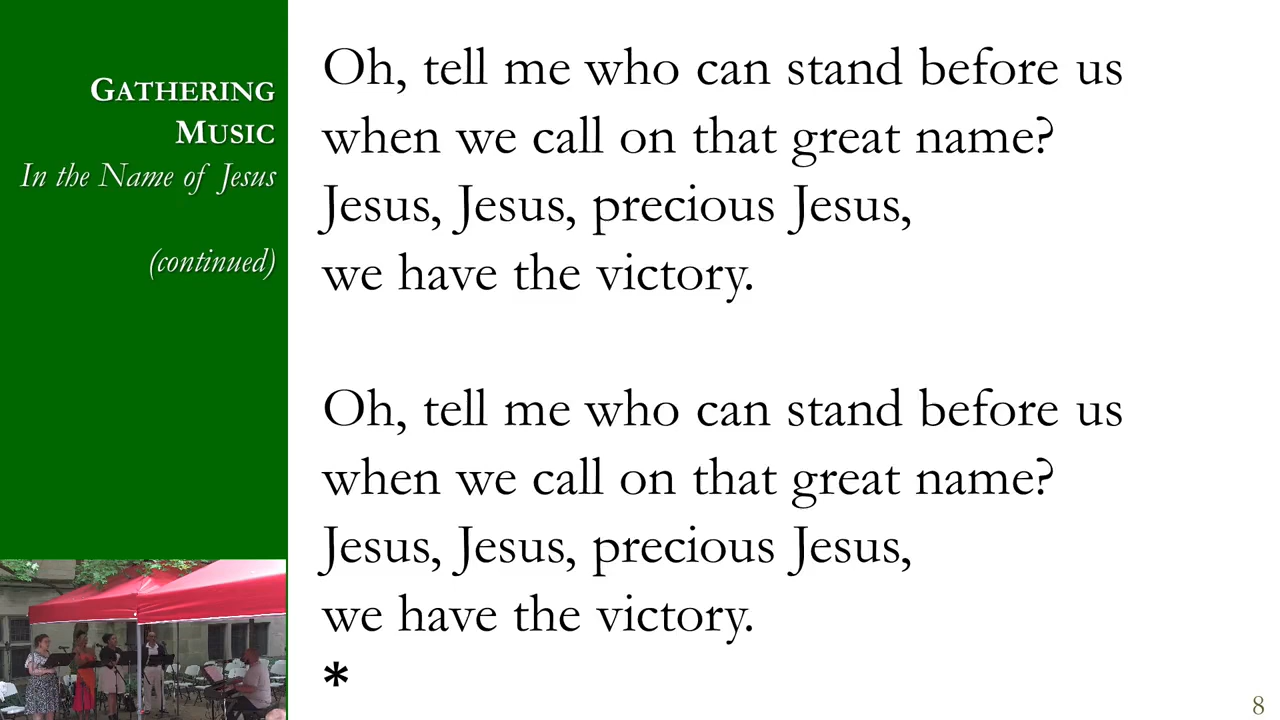 GATHERING
MUSIC
In the Name of Jesus
(continued)
Oh, tell me who can stand before us
when we call on that great name?
Jesus, Jesus, precious Jesus,
we have the victory.
Oh, tell me who can stand before us
when we call on that great name?
Jesus, Jesus, precious Jesus,
we have the victory.
*
8